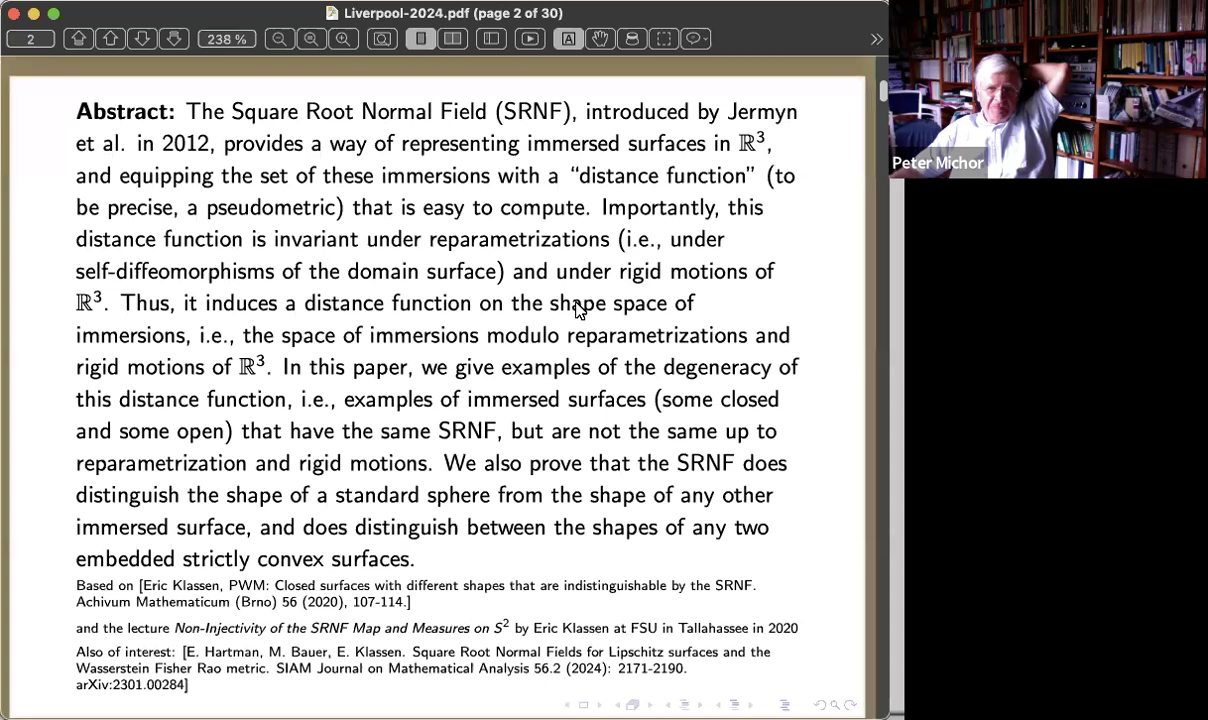 Liverpool-2024.pdf (page 2 of 30)
2
238 %
A
Abstract: The Square Root Normal Field (SRNF), introduced by Jermyn
et al. in 2012, provides a way of representing immersed surfaces in ℝ³,
and equipping the set of these immersions with a “distance function” (to
be precise, a pseudometric) that is easy to compute. Importantly, this
distance function is invariant under reparametrizations (i.e., under
self-diffeomorphisms of the domain surface) and under rigid motions of
ℝ³. Thus, it induces a distance function on the shape space of
immersions, i.e., the space of immersions modulo reparametrizations and
rigid motions of ℝ³. In this paper, we give examples of the degeneracy of
this distance function, i.e., examples of immersed surfaces (some closed
and some open) that have the same SRNF, but are not the same up to
reparametrization and rigid motions. We also prove that the SRNF does
distinguish the shape of a standard sphere from the shape of any other
immersed surface, and does distinguish between the shapes of any two
embedded strictly convex surfaces.
Based on [Eric Klassen, PWM: Closed surfaces with different shapes that are indistinguishable by the SRNF.
Achivum Mathematicum (Brno) 56 (2020), 107-114.]
and the lecture Non-Injectivity of the SRNF Map and Measures on S² by Eric Klassen at FSU in Tallahassee in 2020
Also of interest: [E. Hartman, M. Bauer, E. Klassen. Square Root Normal Fields for Lipschitz surfaces and the
Wasserstein Fisher Rao metric. SIAM Journal on Mathematical Analysis 56.2 (2024): 2171-2190.
arXiv:2301.00284]
Peter Michor